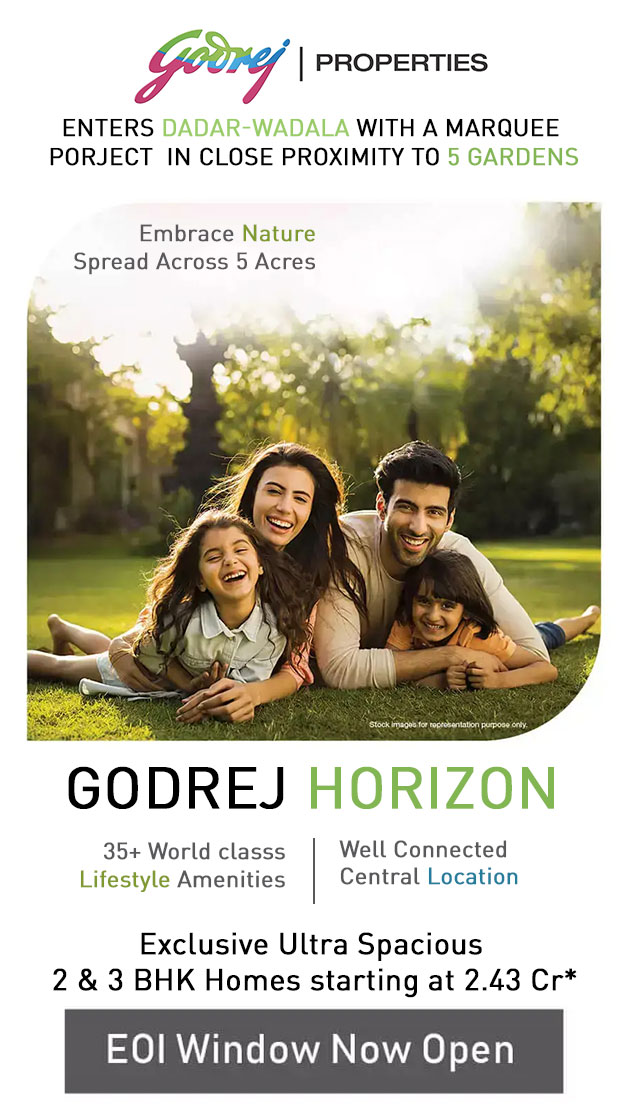 Godrej | PROPERTIES
ENTERS DADAR-WADALA WITH A MARQUEE
PORJECT IN CLOSE PROXIMITY TO 5 GARDENS
Embrace Nature
Spread Across 5 Acres
Stock images for representation purpose only.
GODREJ HORIZON
35+ World classs
Lifestyle Amenities
Well Connected
Central Location
Exclusive Ultra Spacious
2 & 3 BHK Homes starting at 2.43 Cr*
EOI Window Now Open